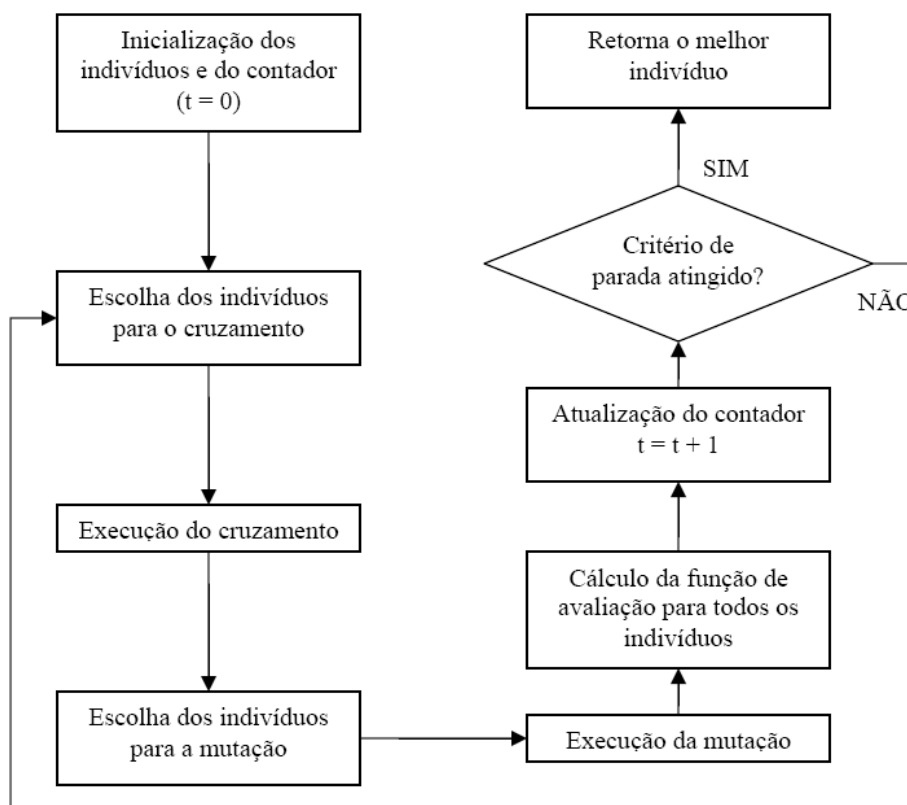 Inicialização dos
indivíduos e do contador
(t = 0)
Escolha dos indivíduos
para o cruzamento
Execução do cruzamento
Escolha dos indivíduos
para a mutação
Execução da mutação
Cálculo da função de
avaliação para todos os
indivíduos
Atualização do contador
t = t + 1
Critério de
parada atingido?
SIM
NÃO
Retorna o melhor
indivíduo